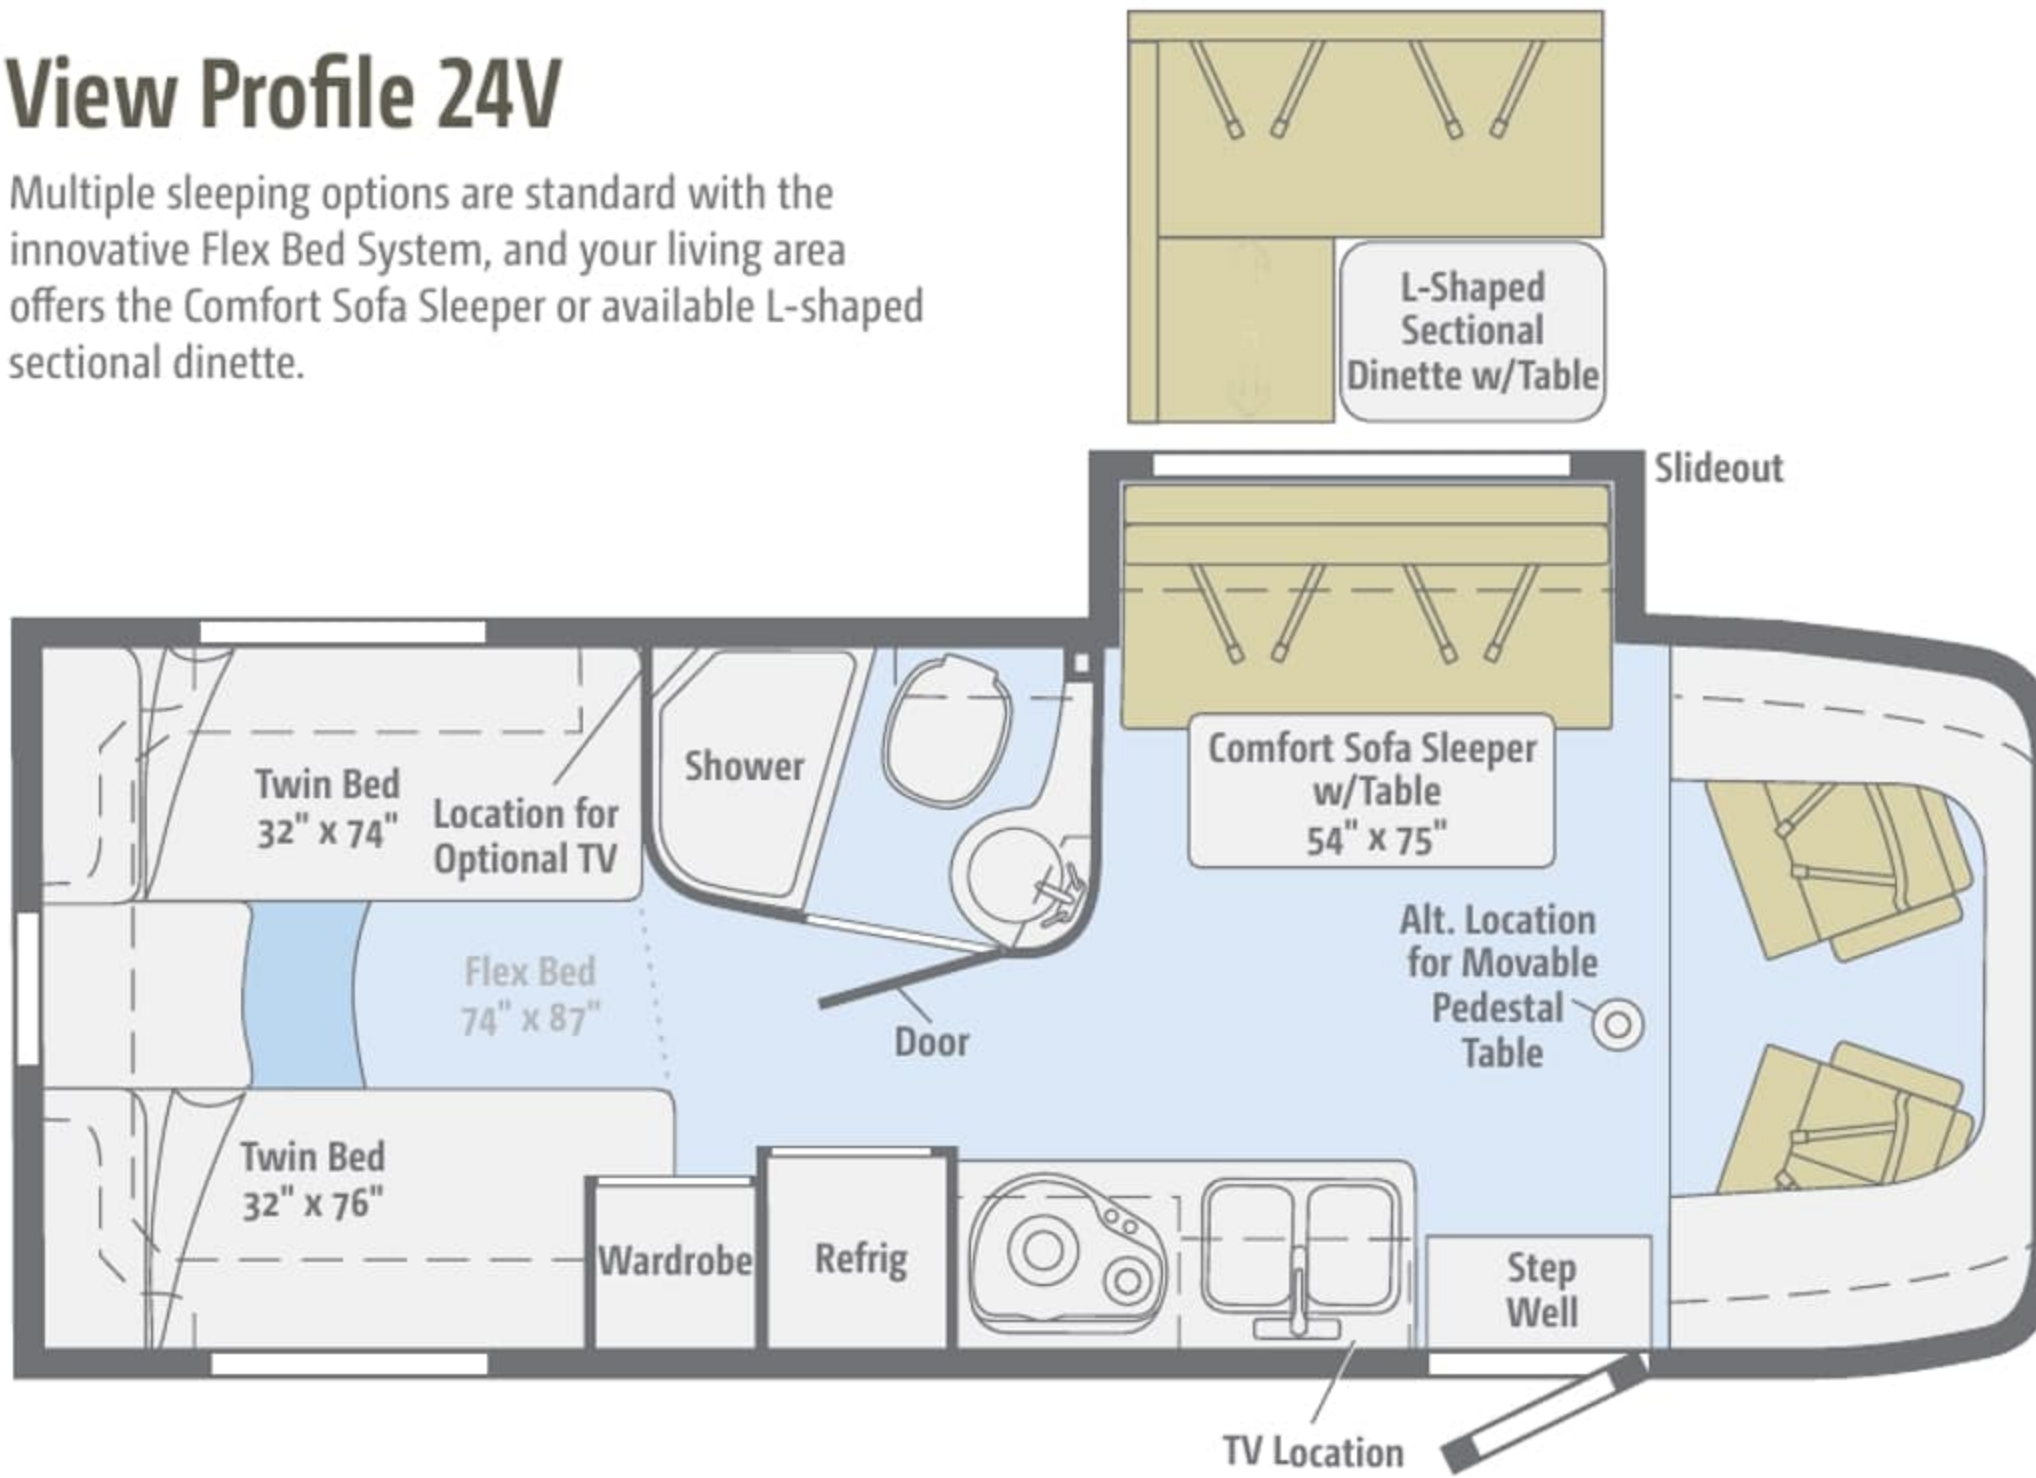 View Profile 24V
Multiple sleeping options are standard with the
innovative Flex Bed System, and your living area
offers the Comfort Sofa Sleeper or available L-shaped
sectional dinette.
L-Shaped
Sectional
Dinette w/Table
Slideout
Twin Bed
32" x 74"
Location for
Optional TV
Shower
Comfort Sofa Sleeper
w/Table
54" x 75"
Flex Bed
74" x 87"
Door
Alt. Location
for Movable
Pedestal
Table
Twin Bed
32" x 76"
Wardrobe
Refrig
Step
Well
TV Location